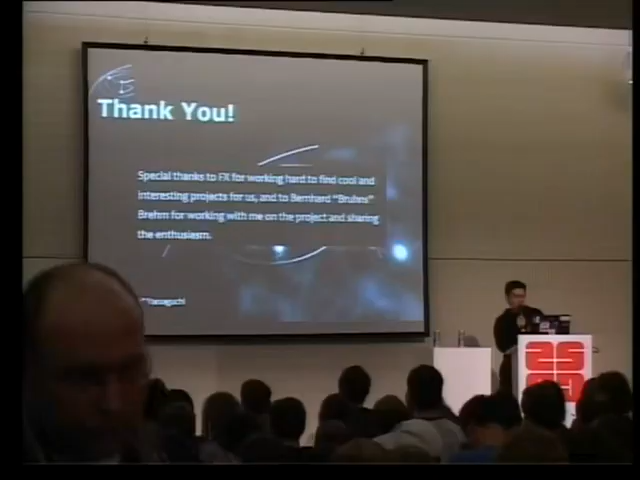 Thank You!
Special thanks to FX for working hard to find cool and
interesting projects for us, and to Bernhard "Bruhns"
Brehm for working with me on the project and sharing
the enthusiasm.